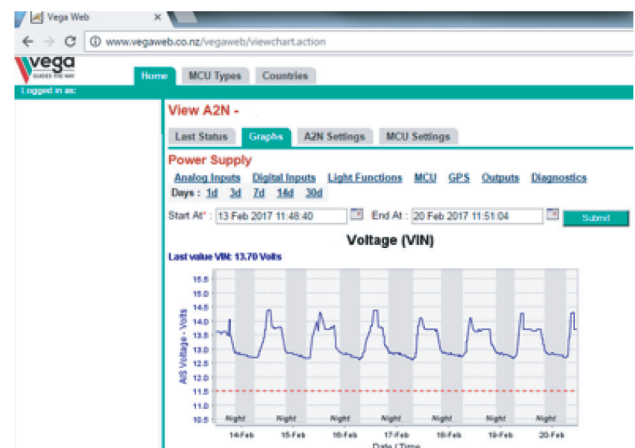 Vega Web
www.vegaweb.co.nz/vegaweb/viewchart.action
vega
GUIDES THE WAY
Home MCU Types Countries
Logged in as:
View A2N -
Last Status Graphs A2N Settings MCU Settings
Power Supply
Analog Inputs Digital Inputs Light Functions MCU GPS Outputs Diagnostics
Days : 1d 3d 7d 14d 30d
Start At* : 13 Feb 2017 11:48:40 End At : 20 Feb 2017 11:51:04 Submit
Voltage (VIN)
Last value VIN: 13.70 Volts
AIS Voltage - Volts
15.5
15.0
14.5
14.0
13.5
13.0
12.5
12.0
11.5
11.0
10.5
Night Night Night Night Night Night Night
14-Feb 15-Feb 16-Feb 17-Feb 18-Feb 19-Feb 20-Feb
Date / Time